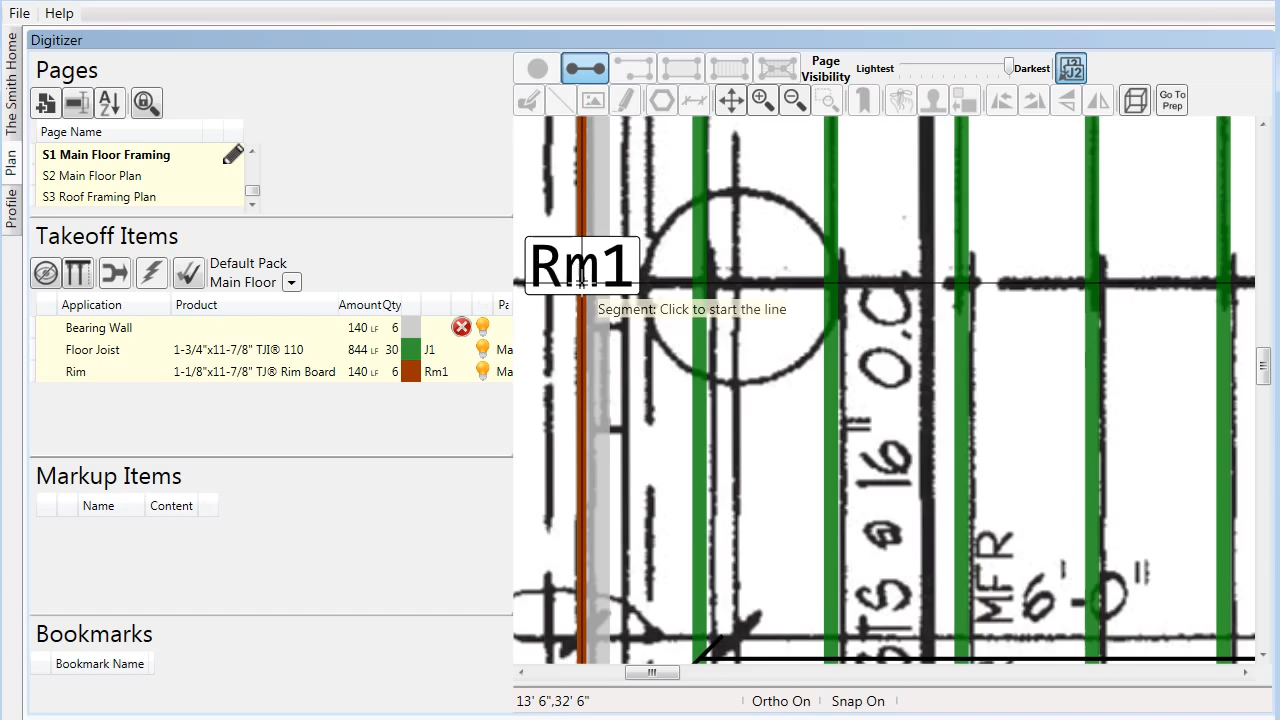 File Help
The Smith Home
Plan
Profile
Digitizer
Pages
Page Name
S1 Main Floor Framing
S2 Main Floor Plan
S3 Roof Framing Plan
Takeoff Items
Default Pack
Main Floor
Application Product Amount Qty Pa
Bearing Wall 140 LF 6
Floor Joist 1-3/4"x11-7/8" TJI® 110 844 LF 30 J1 Ma
Rim 1-1/8"x11-7/8" TJ® Rim Board 140 LF 6 Rm1 Ma
Markup Items
Name Content
Bookmarks
Bookmark Name
Page Visibility
Lightest Darkest
J2
A Z
Go To Prep
Rm1
Segment: Click to start the line
TS @ 16" O.C
MFR
6'-0"
13' 6",32' 6" Ortho On Snap On